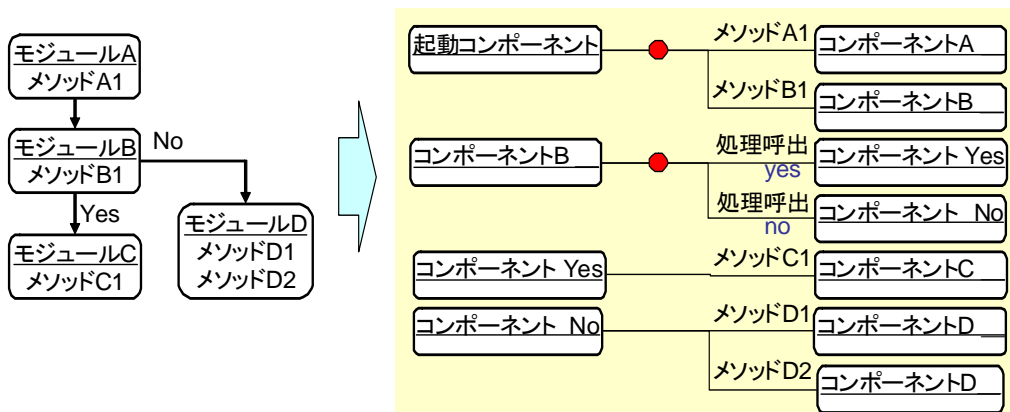 モジュールA
メソッドA1
モジュールB
メソッドB1
No
Yes
モジュールC
メソッドC1
モジュールD
メソッドD1
メソッドD2
起動コンポーネント
メソッドA1
コンポーネントA
メソッドB1
コンポーネントB
コンポーネントB
処理呼出
yes
コンポーネント Yes
処理呼出
no
コンポーネント No
コンポーネント Yes
メソッドC1
コンポーネントC
コンポーネント No
メソッドD1
コンポーネントD
メソッドD2
コンポーネントD